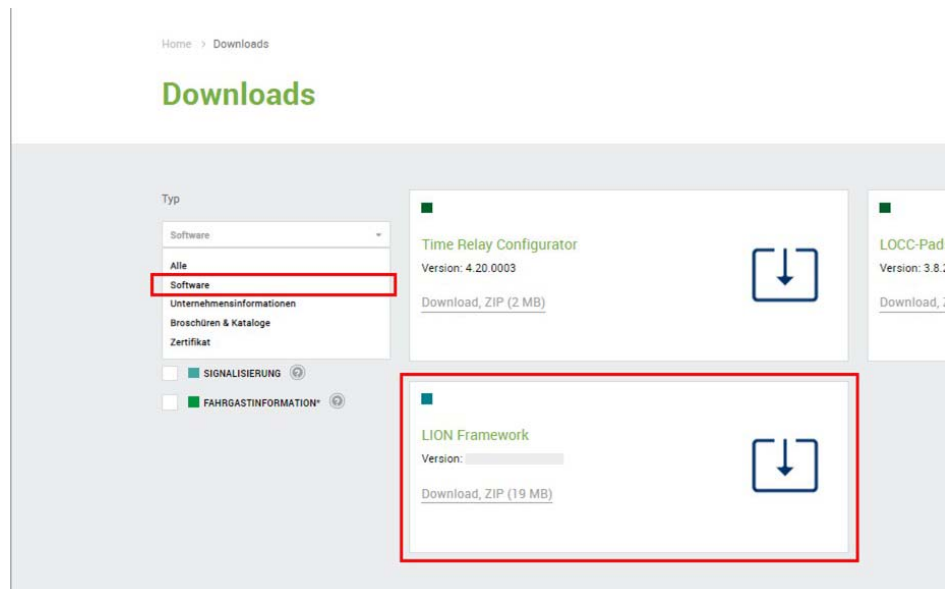 Home > Downloads
Downloads
Typ
Software
Alle
Software
Unternehmensinformationen
Broschüren & Kataloge
Zertifikat
SIGNALISIERUNG
FAHRGASTINFORMATION*
Time Relay Configurator
Version: 4.20.0003
Download, ZIP (2 MB)
LOCC-Pad
Version: 3.8.2
Download,
LION Framework
Version:
Download, ZIP (19 MB)